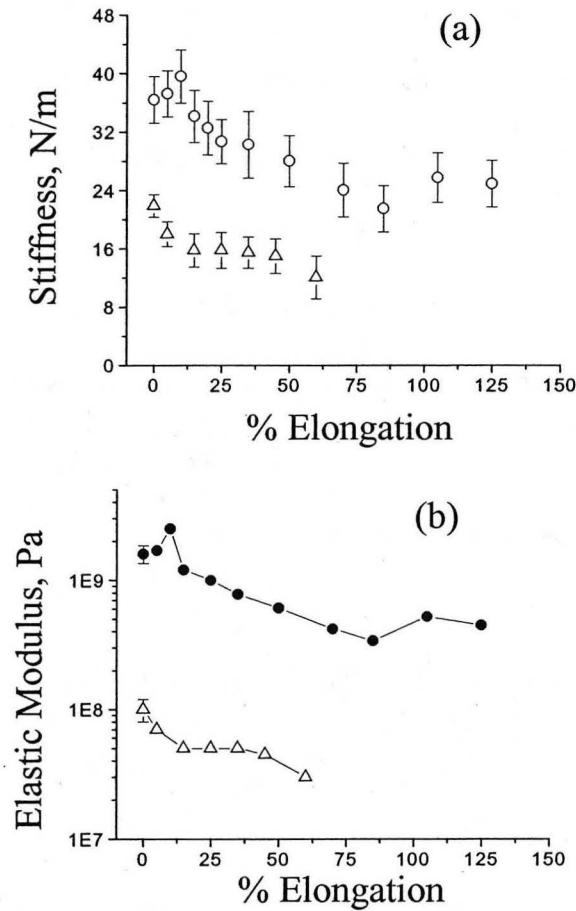 (a)
48
40
32
24
16
8
0
Stiffness, N/m
0 25 50 75 100 125 150
% Elongation
(b)
1E9
1E8
1E7
Elastic Modulus, Pa
0 25 50 75 100 125 150
% Elongation